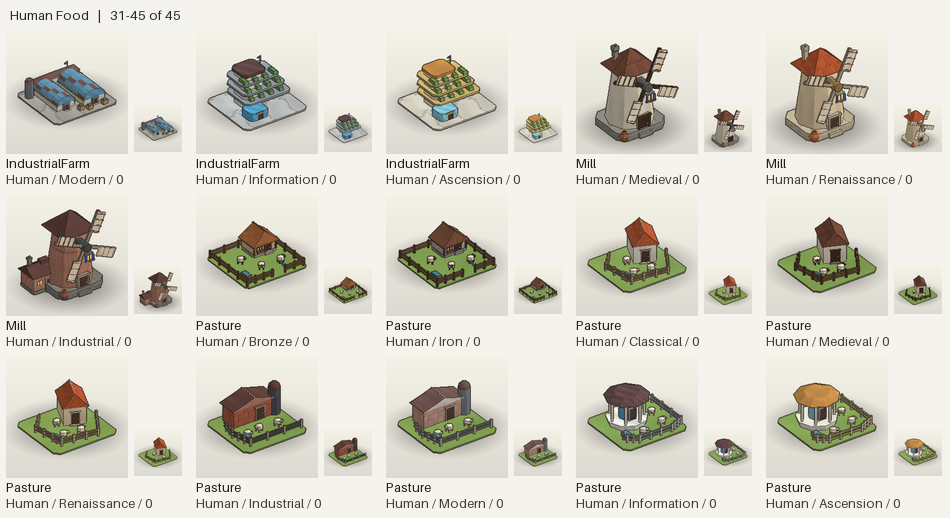 Human Food | 31-45 of 45
IndustrialFarm
Human / Modern / 0
IndustrialFarm
Human / Information / 0
IndustrialFarm
Human / Ascension / 0
Mill
Human / Medieval / 0
Mill
Human / Renaissance / 0
Mill
Human / Industrial / 0
Pasture
Human / Bronze / 0
Pasture
Human / Iron / 0
Pasture
Human / Classical / 0
Pasture
Human / Medieval / 0
Pasture
Human / Renaissance / 0
Pasture
Human / Industrial / 0
Pasture
Human / Modern / 0
Pasture
Human / Information / 0
Pasture
Human / Ascension / 0